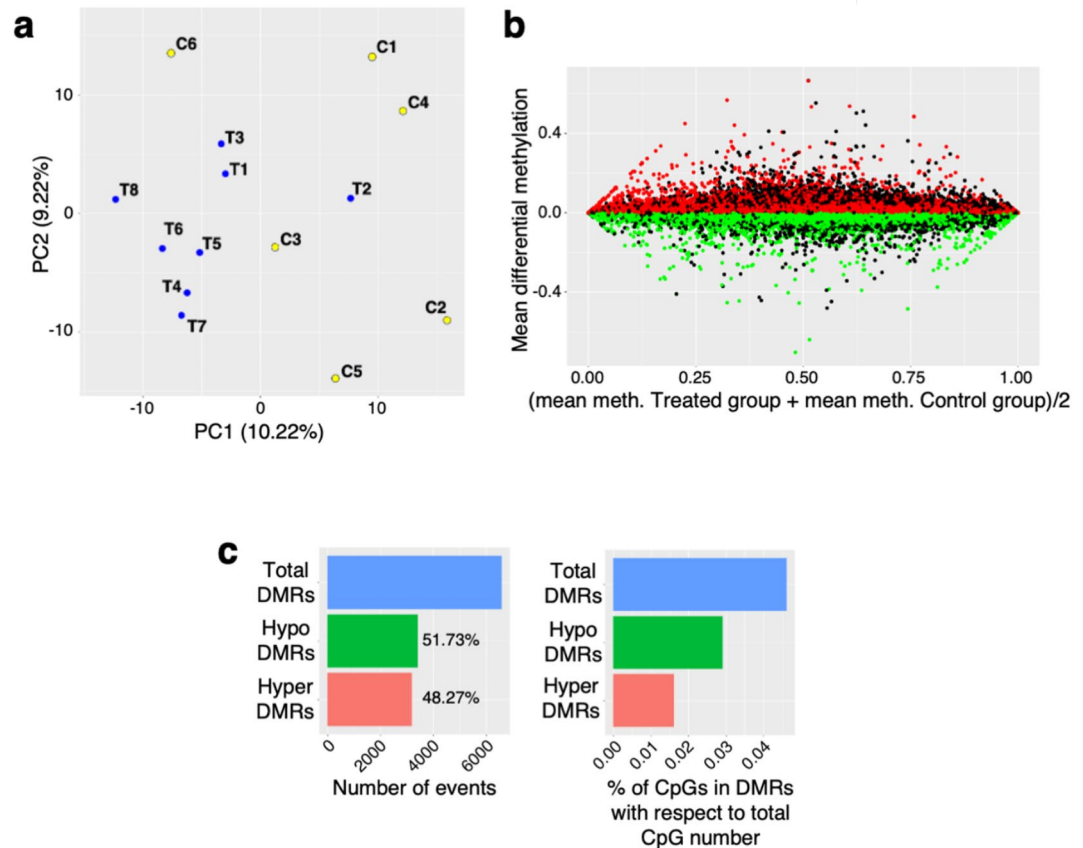 a
C6
C1
C4
10
T3
T1
T8
T2
0
T6
T5
C3
T4
C2
T7
-10
C5
-10
0
10
PC1 (10.22%)
PC2 (9.22%)
b
0.4
0.0
-0.4
Mean differential methylation
0.00
0.25
0.50
0.75
1.00
(mean meth. Treated group + mean meth. Control group)/2
c
Total
DMRs
Hypo
DMRs
51.73%
Hyper
DMRs
48.27%
0
2000
4000
6000
Number of events
Total
DMRs
Hypo
DMRs
Hyper
DMRs
0.00
0.01
0.02
0.03
0.04
% of CpGs in DMRs
with respect to total
CpG number